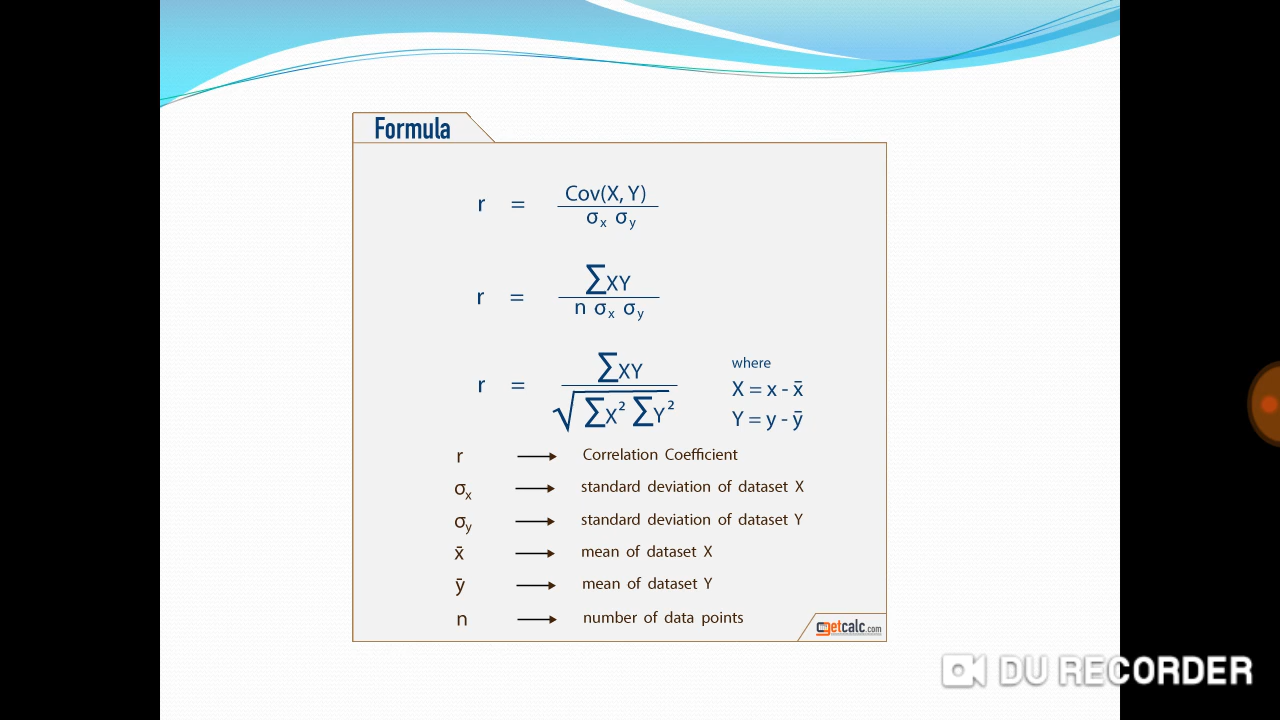 Formula
r = Cov(X, Y) / σx σy
r = ∑XY / n σx σy
r = ∑XY / √∑X² ∑Y²
where
X = x - x̄
Y = y - ȳ
r → Correlation Coefficient
σx → standard deviation of dataset X
σy → standard deviation of dataset Y
x̄ → mean of dataset X
ȳ → mean of dataset Y
n → number of data points
getcalc.com
DU RECORDER